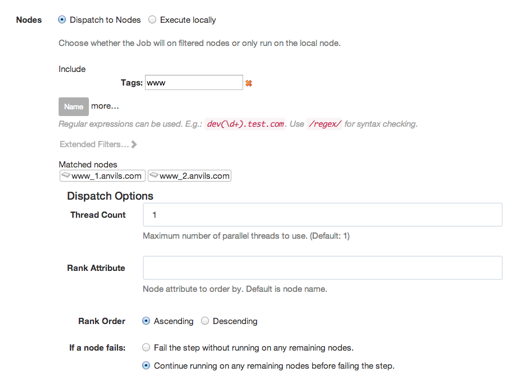 Nodes Dispatch to Nodes Execute locally
Choose whether the Job will run on filtered nodes or only run on the local node.
Include
Tags: www
Name more...
Regular expressions can be used. E.g.: dev(\d+).test.com. Use /regex/ for syntax checking.
Extended Filters...
Matched nodes
www_1.anvils.com www_2.anvils.com
Dispatch Options
Thread Count 1
Maximum number of parallel threads to use. (Default: 1)
Rank Attribute
Node attribute to order by. Default is node name.
Rank Order Ascending Descending
If a node fails: Fail the step without running on any remaining nodes.
Continue running on any remaining nodes before failing the step.